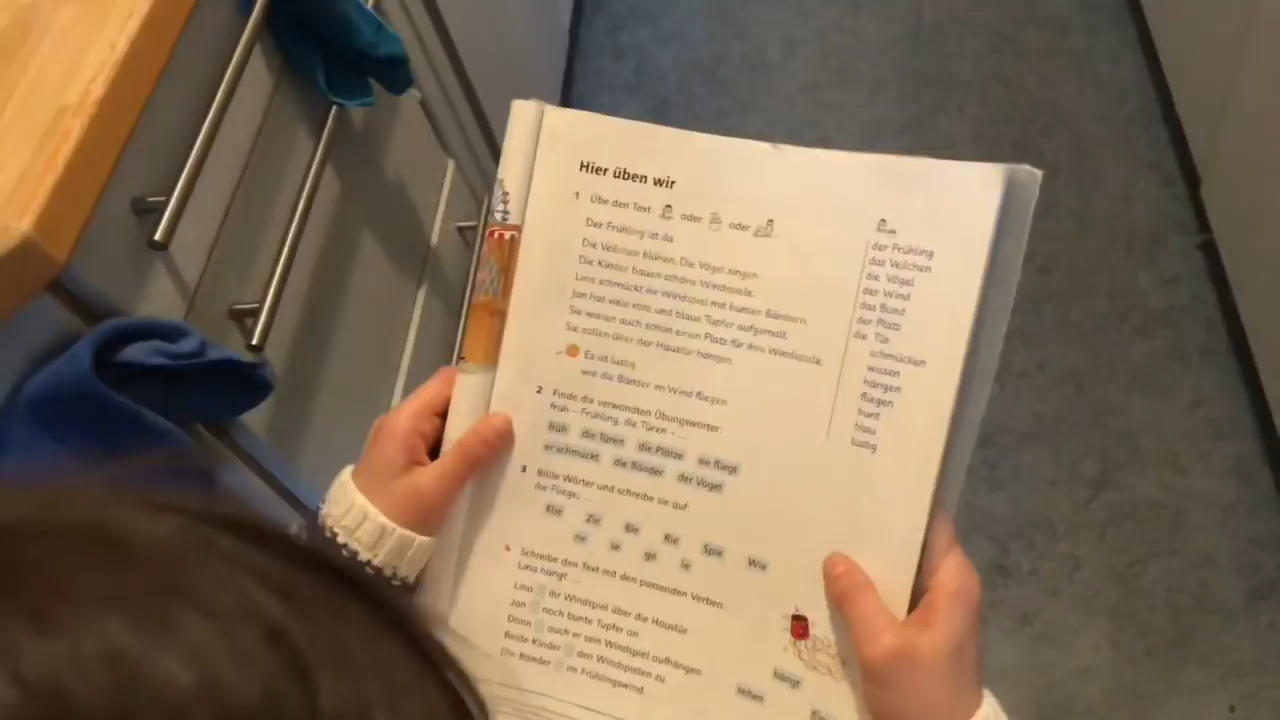 Hier üben wir
1 Übe den Text. oder oder
Der Frühling ist da
Die Veilchen blühen. Die Vögel singen.
Die Kinder bauen schöne Windspiele.
Lina schmückt ihr Windspiel mit bunten Bändern.
Jan hat viele rote und blaue Tupfer aufgemalt.
Sie wissen auch schon einen Platz für ihre Windspiele.
Sie sollen über der Haustür hängen.
Es ist lustig,
wie die Bänder im Wind fliegen
der Frühling
das Veilchen
die Vögel
der Wind
das Band
der Platz
die Tür
schmücken
wissen
hängen
fliegen
bunt
blau
lustig
2 Finde die verwandten Übungswörter:
früh – Frühling, die Türen – ...
früh die Türen die Plätze sie fliegt
er schmückt die Bänder der Vogel
3 Bilde Wörter und schreibe sie auf:
die Fliege, ...
Flie Zie Bie Rie Spie Wie
ne se ge le
4 Schreibe den Text mit den passenden Verben:
Lina hängt ...
Lina ihr Windspiel über die Haustür
Jan noch bunte Tupfer an
Dann auch er sein Windspiel aufhängen
Beide Kinder den Windspielen zu
Die Bänder im Frühlingswind.
hängt
sehen